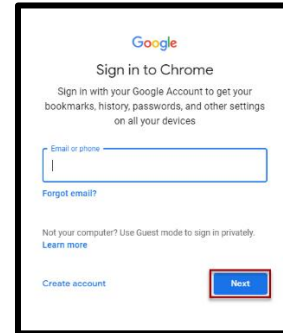 Google
Sign in to Chrome
Sign in with your Google Account to get your
bookmarks, history, passwords, and other settings
on all your devices
Email or phone
Forgot email?
Not your computer? Use Guest mode to sign in privately.
Learn more
Create account
Next